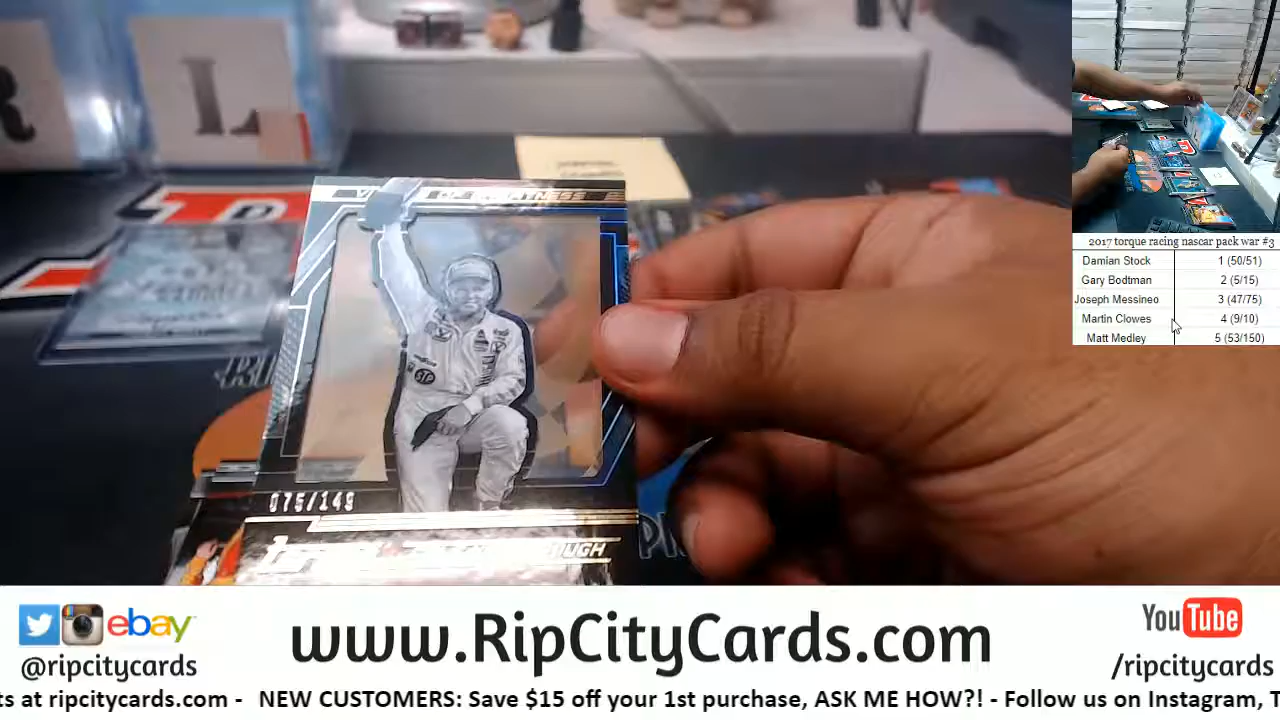 R
L
D
075/149
STP
2017 torque racing nascar pack war #3
Damian Stock 1 (50/51)
Gary Bodtman 2 (5/15)
Joseph Messineo 3 (47/75)
Martin Clowes 4 (9/10)
Matt Medley 5 (53/150)
ebay
@ripcitycards
www.RipCityCards.com
YouTube
/ripcitycards
ts at ripcitycards.com - NEW CUSTOMERS: Save $15 off your 1st purchase, ASK ME HOW?! - Follow us on Instagram, T